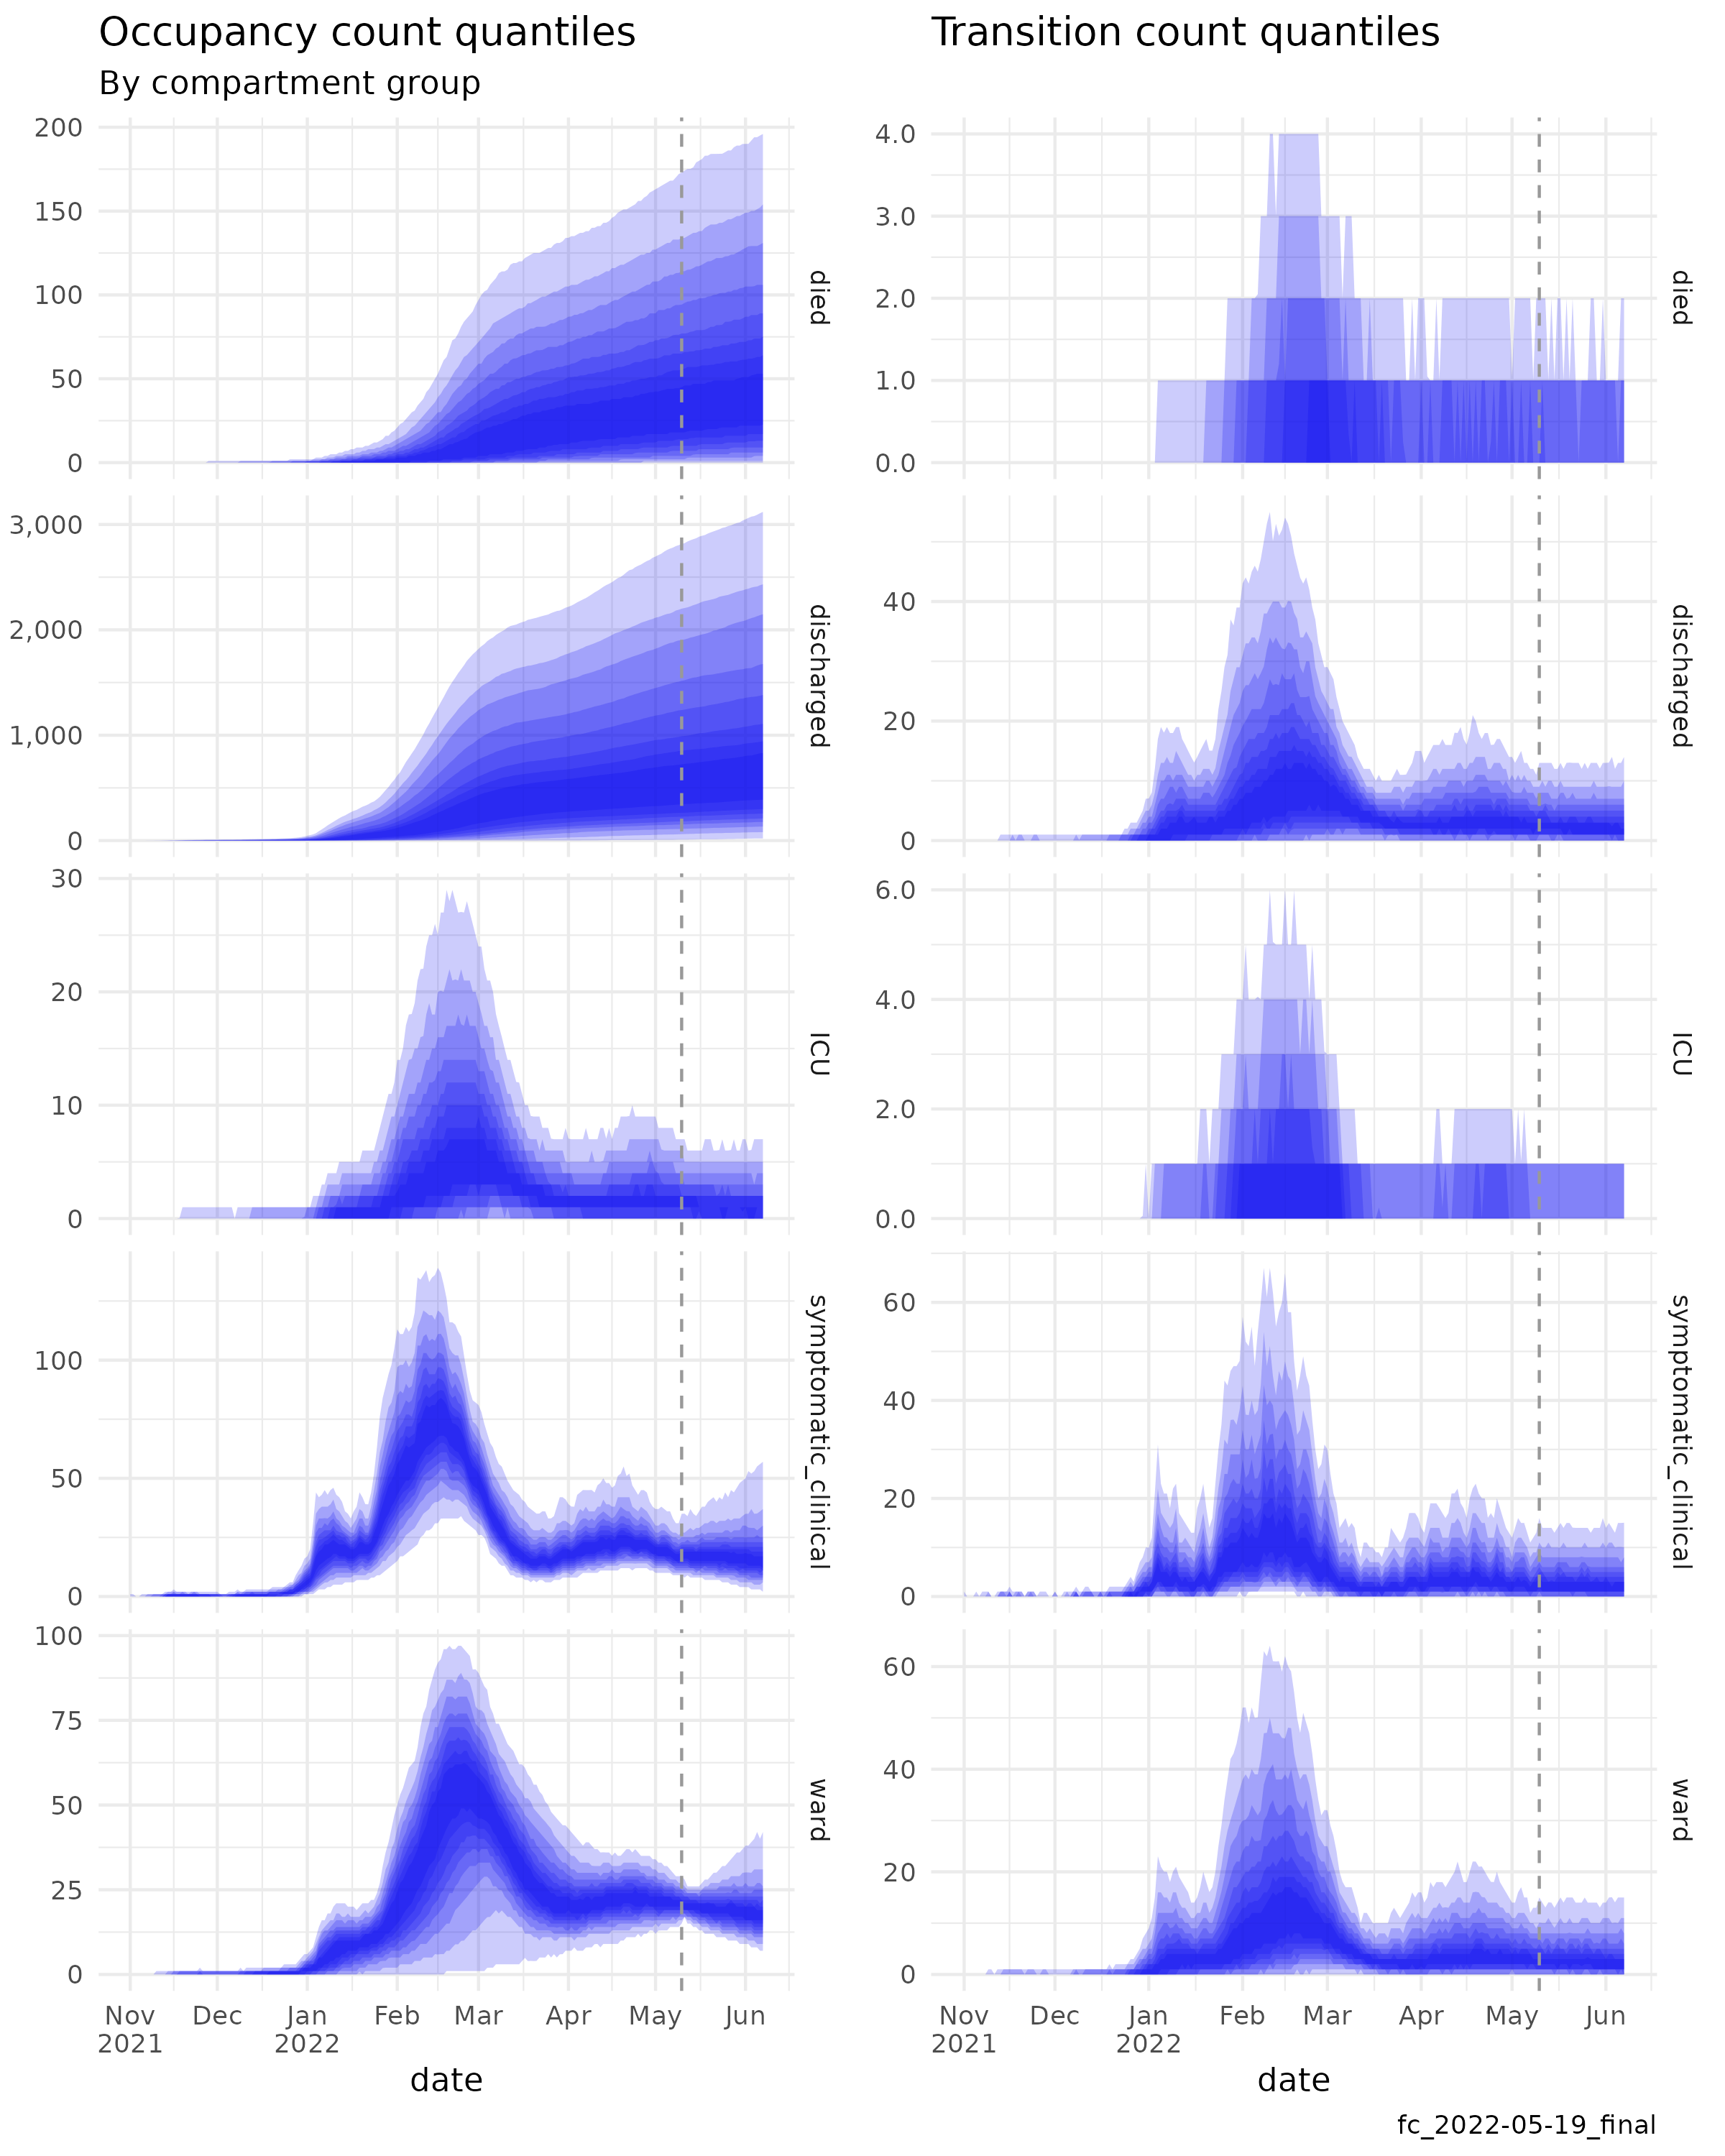 Occupancy count quantiles
By compartment group
200
150
100
50
0
died
3,000
2,000
1,000
0
discharged
30
20
10
0
ICU
100
50
0
symptomatic_clinical
100
75
50
25
0
ward
Nov Dec Jan Feb Mar Apr May Jun
2021 2022
date
Transition count quantiles
4.0
3.0
2.0
1.0
0.0
died
40
20
0
discharged
6.0
4.0
2.0
0.0
ICU
60
40
20
0
symptomatic_clinical
60
40
20
0
ward
Nov Dec Jan Feb Mar Apr May Jun
2021 2022
date
fc_2022-05-19_final